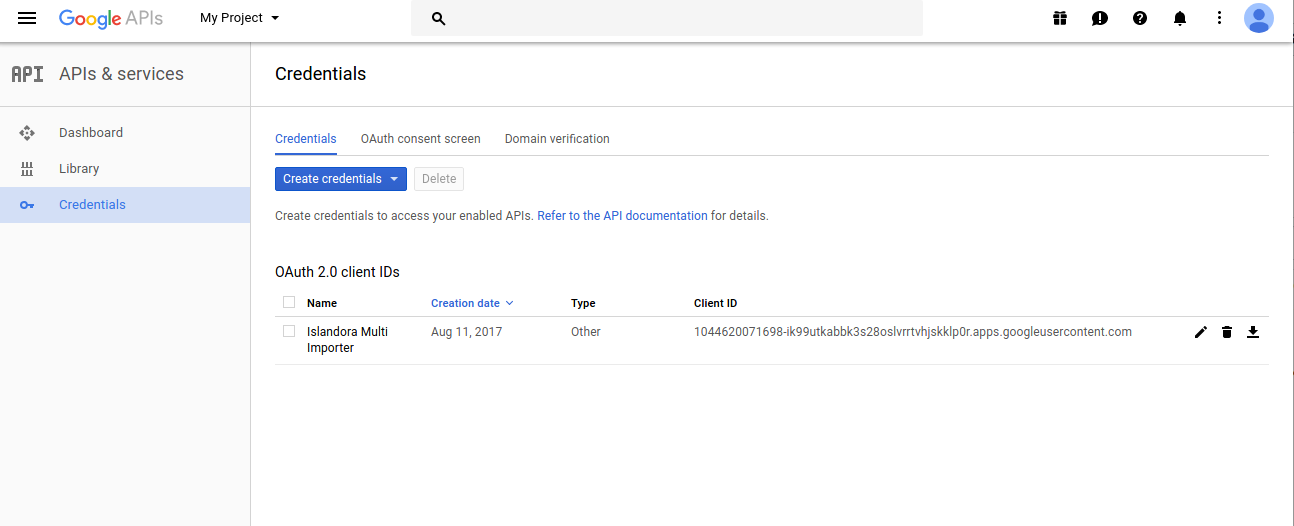 Google APIs
My Project
API
APIs & services
Credentials
Dashboard
Library
Credentials
Credentials
OAuth consent screen
Domain verification
Create credentials
Delete
Create credentials to access your enabled APIs. Refer to the API documentation for details.
OAuth 2.0 client IDs
Name
Creation date
Type
Client ID
Islandora Multi
Importer
Aug 11, 2017
Other
1044620071698-ik99utkabbk3s28oslvrrtvhjskklp0r.apps.googleusercontent.com